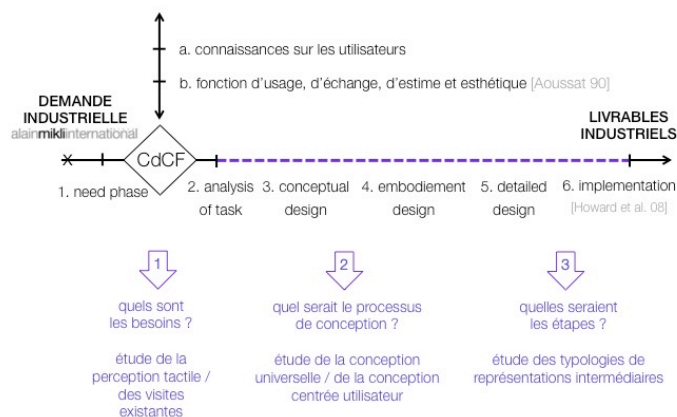 a. connaissances sur les utilisateurs
b. fonction d'usage, d'échange, d'estime et esthétique [Aoussat 90]
DEMANDE
INDUSTRIELLE
alainmikliinternational
CdCF
LIVRABLES
INDUSTRIELS
1. need phase
2. analysis
of task
3. conceptual
design
4. embodiement
design
5. detailed
design
6. implementation
[Howard et al. 08]
1
quels sont
les besoins ?
étude de la
perception tactile /
des visites
existantes
2
quel serait le processus
de conception ?
étude de la conception
universelle / de la conception
centrée utilisateur
3
quelles seraient
les étapes ?
étude des typologies de
représentations intermédiaires